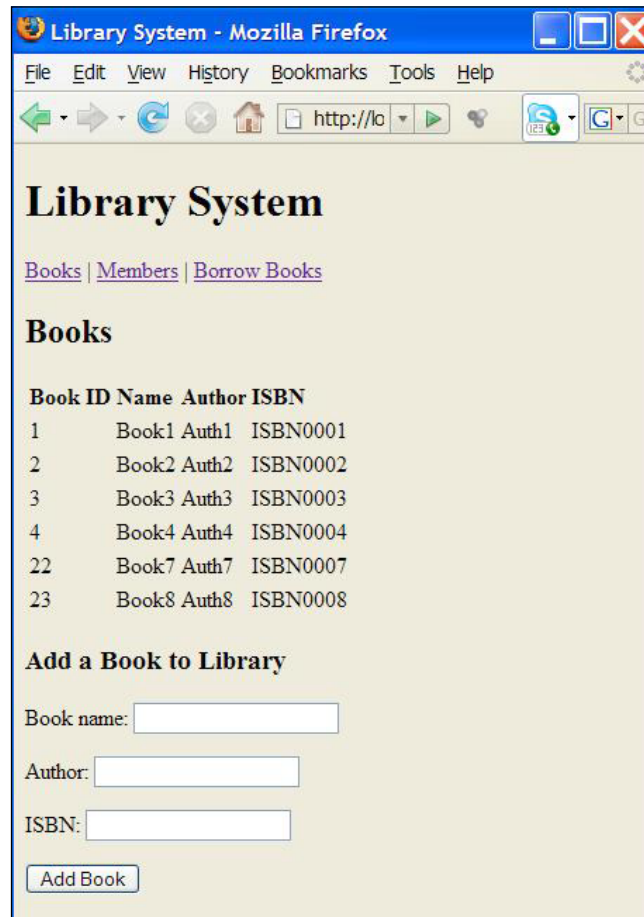 Library System - Mozilla Firefox
File Edit View History Bookmarks Tools Help
http://lo
123
G
G
Library System
Books | Members | Borrow Books
Books
Book ID Name Author ISBN
1 Book1 Auth1 ISBN0001
2 Book2 Auth2 ISBN0002
3 Book3 Auth3 ISBN0003
4 Book4 Auth4 ISBN0004
22 Book7 Auth7 ISBN0007
23 Book8 Auth8 ISBN0008
Add a Book to Library
Book name:
Author:
ISBN:
Add Book